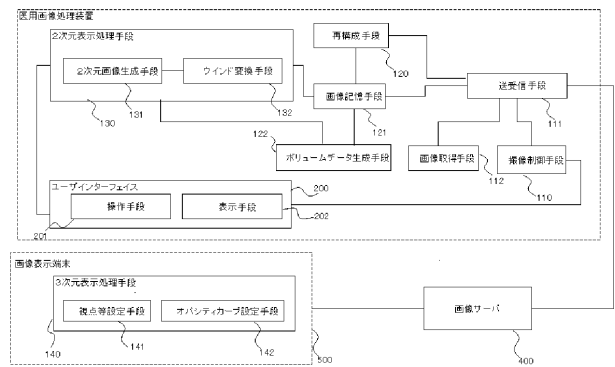 医用画像処理装置
2次元表示処理手段
2次元画像生成手段
ウインド変換手段
130
131
132
再構成手段
120
画像記憶手段
121
送受信手段
111
122
ボリュームデータ生成手段
画像取得手段
112
撮像制御手段
110
ユーザインターフェイス
200
操作手段
表示手段
201
202
画像表示端末
3次元表示処理手段
視点等設定手段
オパシティカーブ設定手段
140
141
142
500
画像サーバ
400